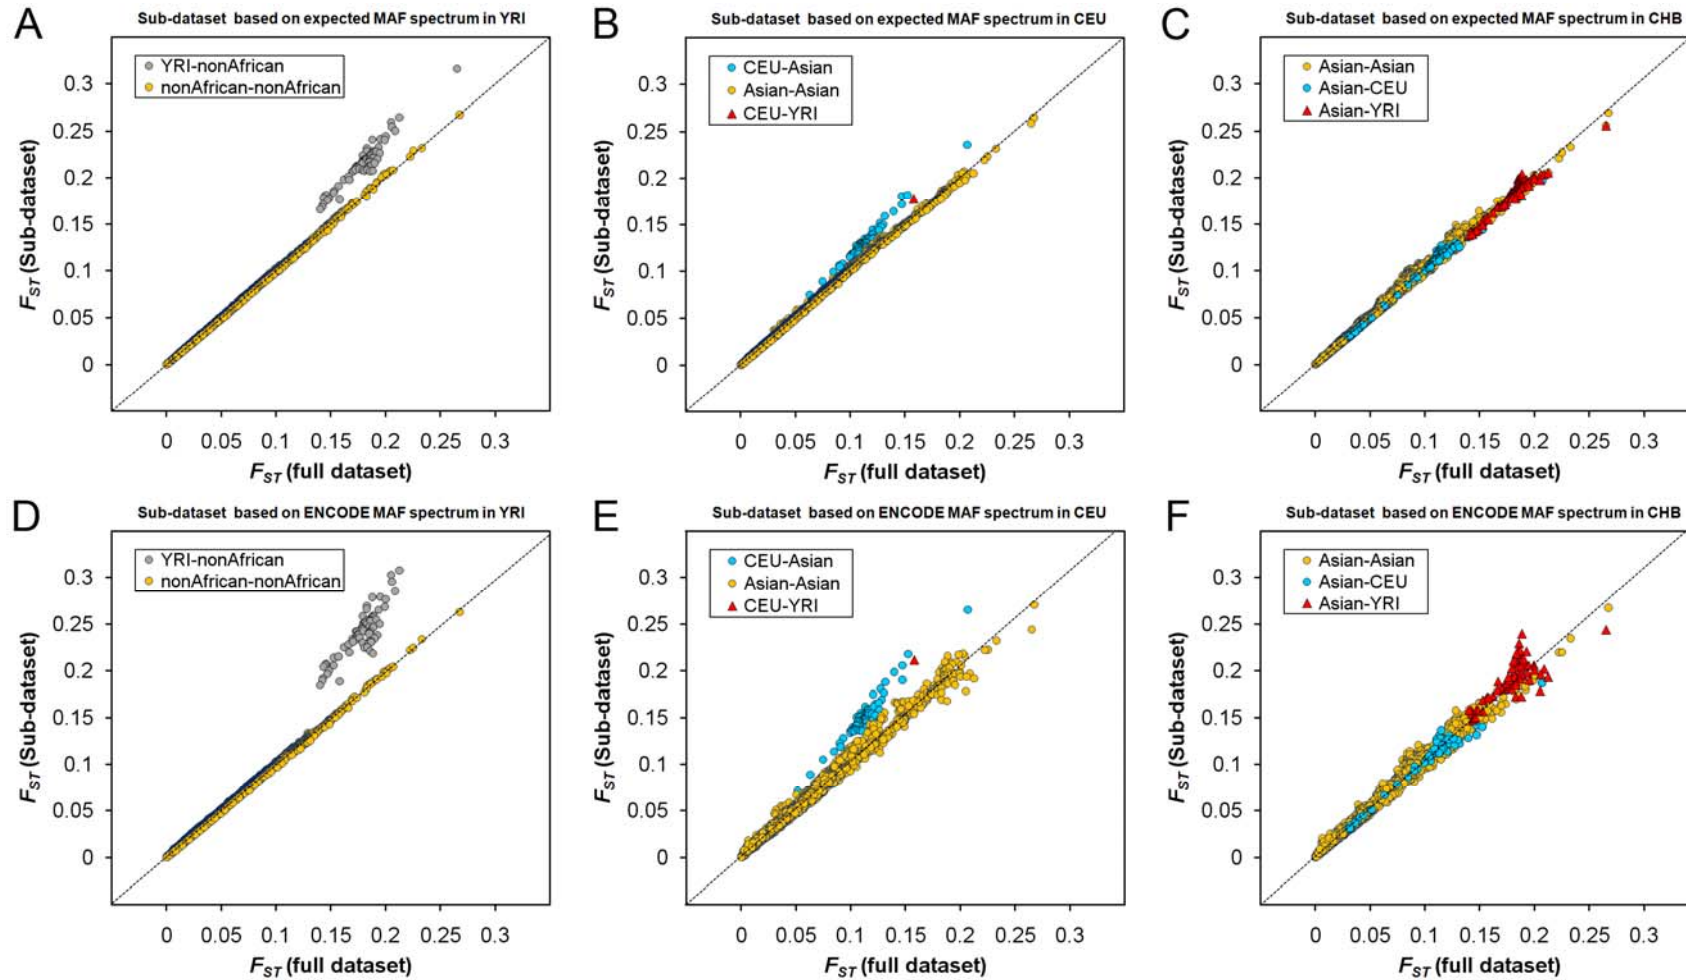 A
Sub-dataset based on expected MAF spectrum in YRI
YRI-nonAfrican
nonAfrican-nonAfrican
0.3
0.25
0.2
0.15
0.1
0.05
0
FST (Sub-dataset)
0 0.05 0.1 0.15 0.2 0.25 0.3
FST (full dataset)
B
Sub-dataset based on expected MAF spectrum in CEU
CEU-Asian
Asian-Asian
CEU-YRI
0.3
0.25
0.2
0.15
0.1
0.05
0
FST (Sub-dataset)
0 0.05 0.1 0.15 0.2 0.25 0.3
FST (full dataset)
C
Sub-dataset based on expected MAF spectrum in CHB
Asian-Asian
Asian-CEU
Asian-YRI
0.3
0.25
0.2
0.15
0.1
0.05
0
FST (Sub-dataset)
0 0.05 0.1 0.15 0.2 0.25 0.3
FST (full dataset)
D
Sub-dataset based on ENCODE MAF spectrum in YRI
YRI-nonAfrican
nonAfrican-nonAfrican
0.3
0.25
0.2
0.15
0.1
0.05
0
FST (Sub-dataset)
0 0.05 0.1 0.15 0.2 0.25 0.3
FST (full dataset)
E
Sub-dataset based on ENCODE MAF spectrum in CEU
CEU-Asian
Asian-Asian
CEU-YRI
0.3
0.25
0.2
0.15
0.1
0.05
0
FST (Sub-dataset)
0 0.05 0.1 0.15 0.2 0.25 0.3
FST (full dataset)
F
Sub-dataset based on ENCODE MAF spectrum in CHB
Asian-Asian
Asian-CEU
Asian-YRI
0.3
0.25
0.2
0.15
0.1
0.05
0
FST (Sub-dataset)
0 0.05 0.1 0.15 0.2 0.25 0.3
FST (full dataset)